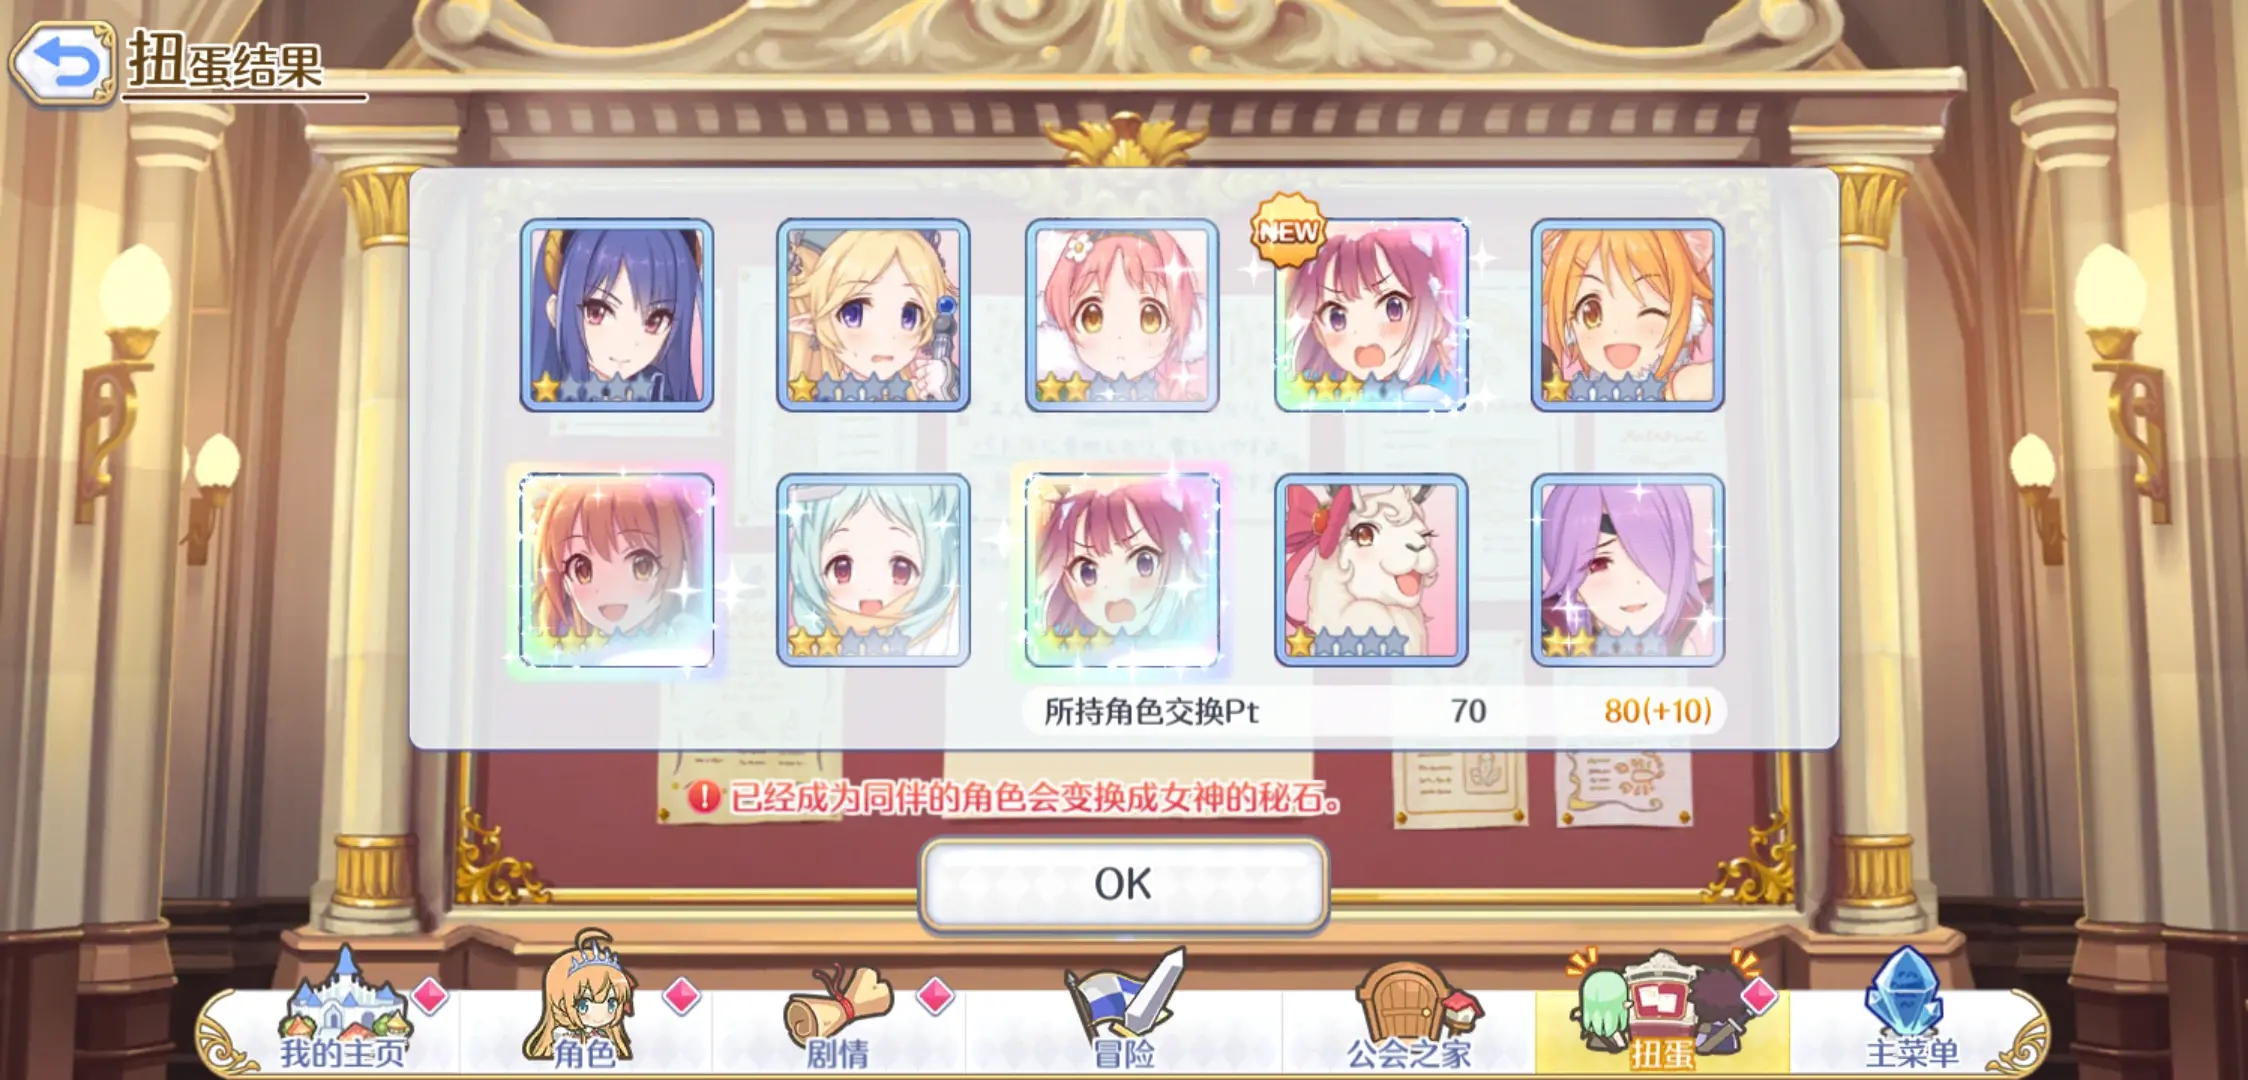 扭蛋结果
NEW
所持角色交换Pt 70 80(+10)
已经成为同伴的角色会变换成女神的秘石。
OK
我的主页 角色 剧情 冒险 公会之家 扭蛋 主菜单